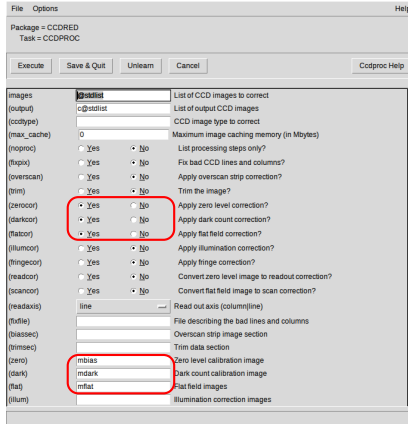 File Options Help
Package = CCDRED
Task = CCDPROC
Execute Save & Quit Unlearn Cancel Ccdproc Help
images @stdlist List of CCD images to correct
(output) c@stdlist List of output CCD images
(ccdtype) CCD image type to correct
(max_cache) 0 Maximum image caching memory (in Mbytes)
(noproc) Yes No List processing steps only?
(fixpix) Yes No Fix bad CCD lines and columns?
(overscan) Yes No Apply overscan strip correction?
(trim) Yes No Trim the image?
(zerocor) Yes No Apply zero level correction?
(darkcor) Yes No Apply dark count correction?
(flatcor) Yes No Apply flat field correction?
(illumcor) Yes No Apply illumination correction?
(fringecor) Yes No Apply fringe correction?
(readcor) Yes No Convert zero level image to readout correction?
(scancor) Yes No Convert flat field image to scan correction?
(readaxis) line Read out axis (column|line)
(fixfile) File describing the bad lines and columns
(biassec) Overscan strip image section
(trimsec) Trim data section
(zero) mbias Zero level calibration image
(dark) mdark Dark count calibration image
(flat) mflat Flat field images
(illum) Illumination correction images